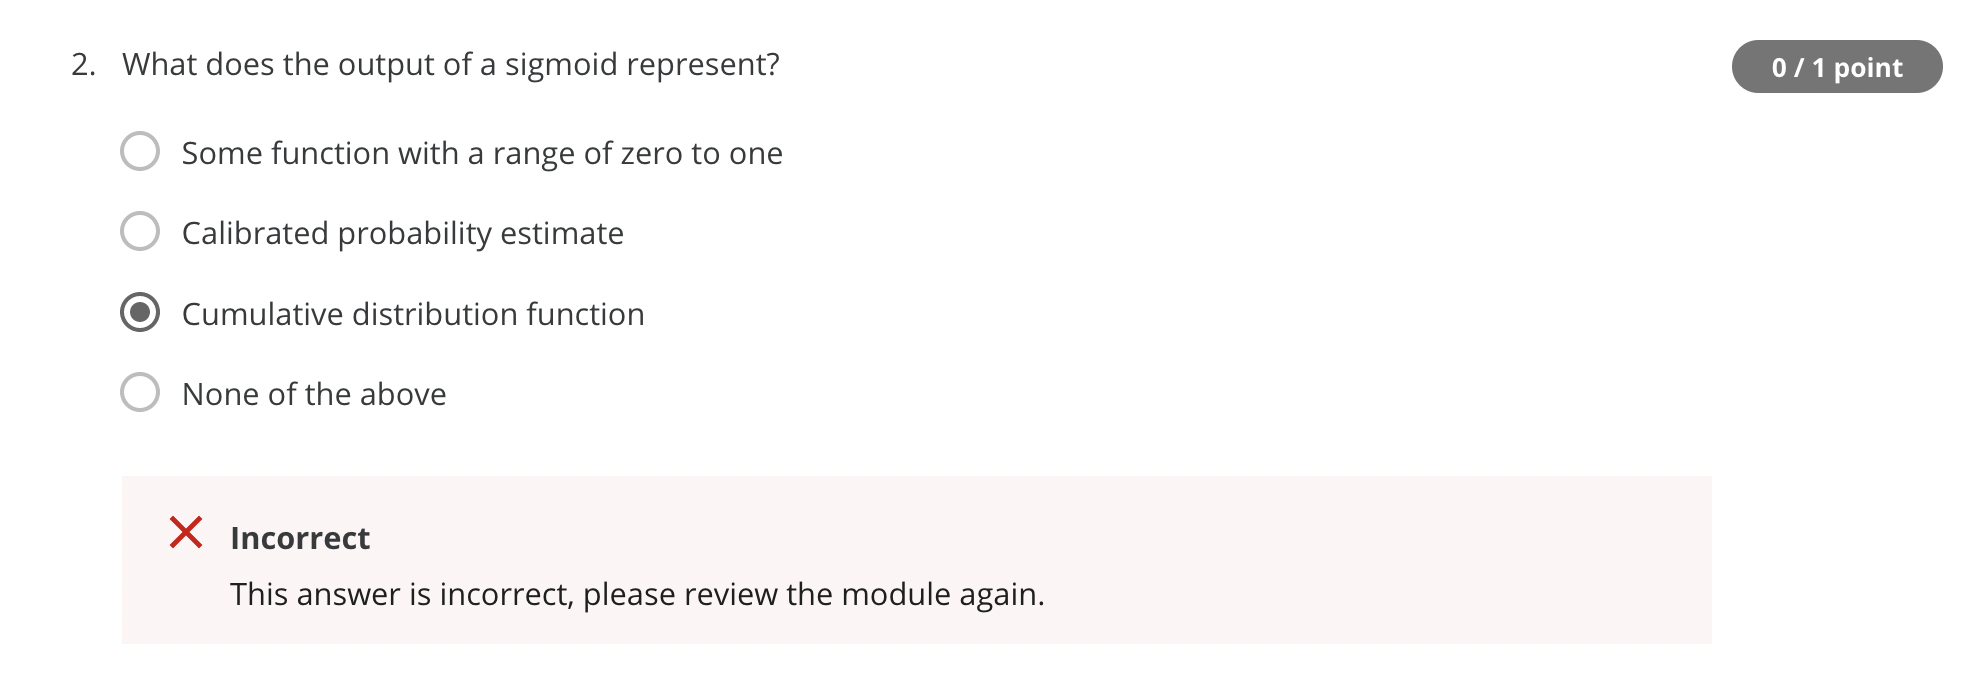 2. What does the output of a sigmoid represent?
0 / 1 point
Some function with a range of zero to one
Calibrated probability estimate
Cumulative distribution function
None of the above
Incorrect
This answer is incorrect, please review the module again.